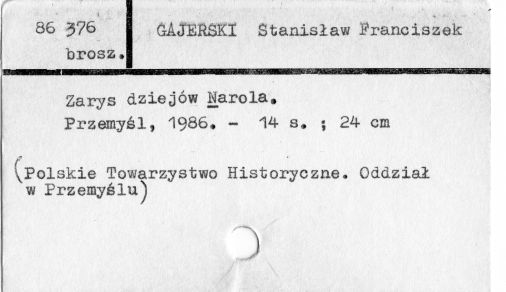 86 376 GAJERSKI Stanisław Franciszek
brosz.
Zarys dziejów Narola.
Przemyśl, 1986. - 14 s. ; 24 cm
(Polskie Towarzystwo Historyczne. Oddział
w Przemyślu)